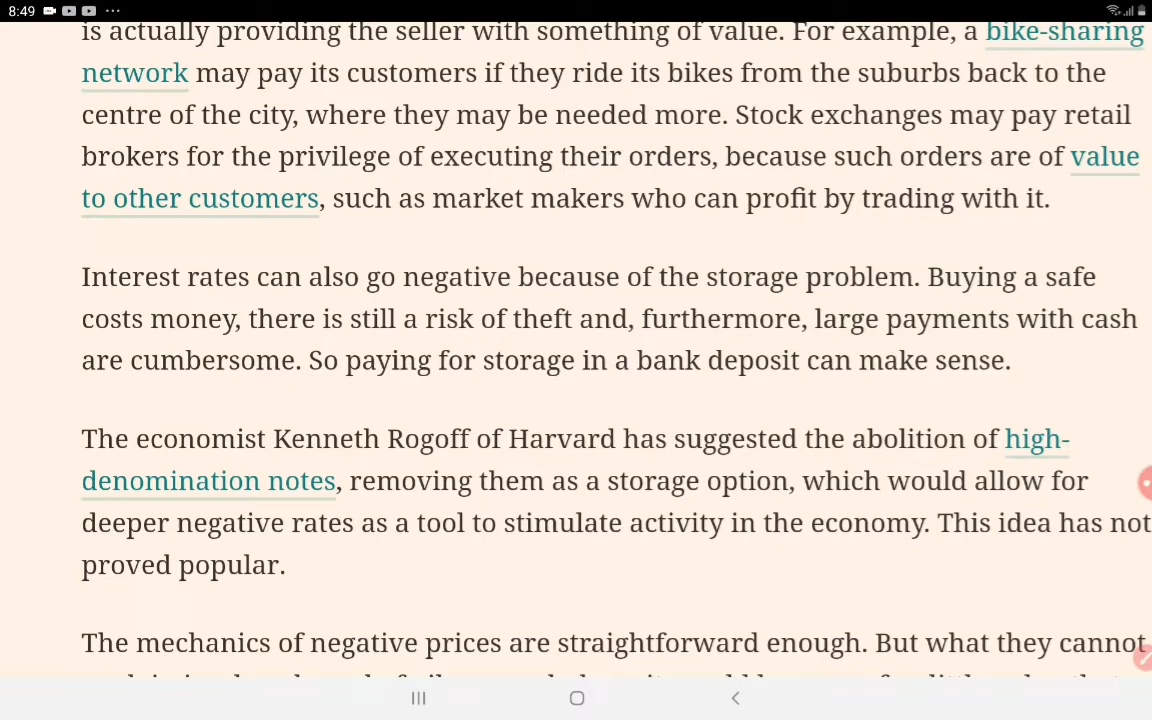 8:49
is actually providing the seller with something of value. For example, a bike-sharing
network may pay its customers if they ride its bikes from the suburbs back to the
centre of the city, where they may be needed more. Stock exchanges may pay retail
brokers for the privilege of executing their orders, because such orders are of value
to other customers, such as market makers who can profit by trading with it.
Interest rates can also go negative because of the storage problem. Buying a safe
costs money, there is still a risk of theft and, furthermore, large payments with cash
are cumbersome. So paying for storage in a bank deposit can make sense.
The economist Kenneth Rogoff of Harvard has suggested the abolition of high-
denomination notes, removing them as a storage option, which would allow for
deeper negative rates as a tool to stimulate activity in the economy. This idea has not
proved popular.
The mechanics of negative prices are straightforward enough. But what they cannot